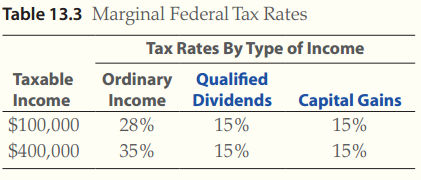 Table 13.3 Marginal Federal Tax Rates
Tax Rates By Type of Income
Taxable Ordinary Qualified
Income Income Dividends Capital Gains
$100,000 28% 15% 15%
$400,000 35% 15% 15%